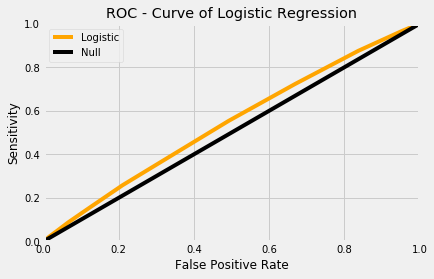 ROC - Curve of Logistic Regression
1.0
0.8
0.6
0.4
0.2
0.0
Sensitivity
Logistic
Null
0.0 0.2 0.4 0.6 0.8 1.0
False Positive Rate